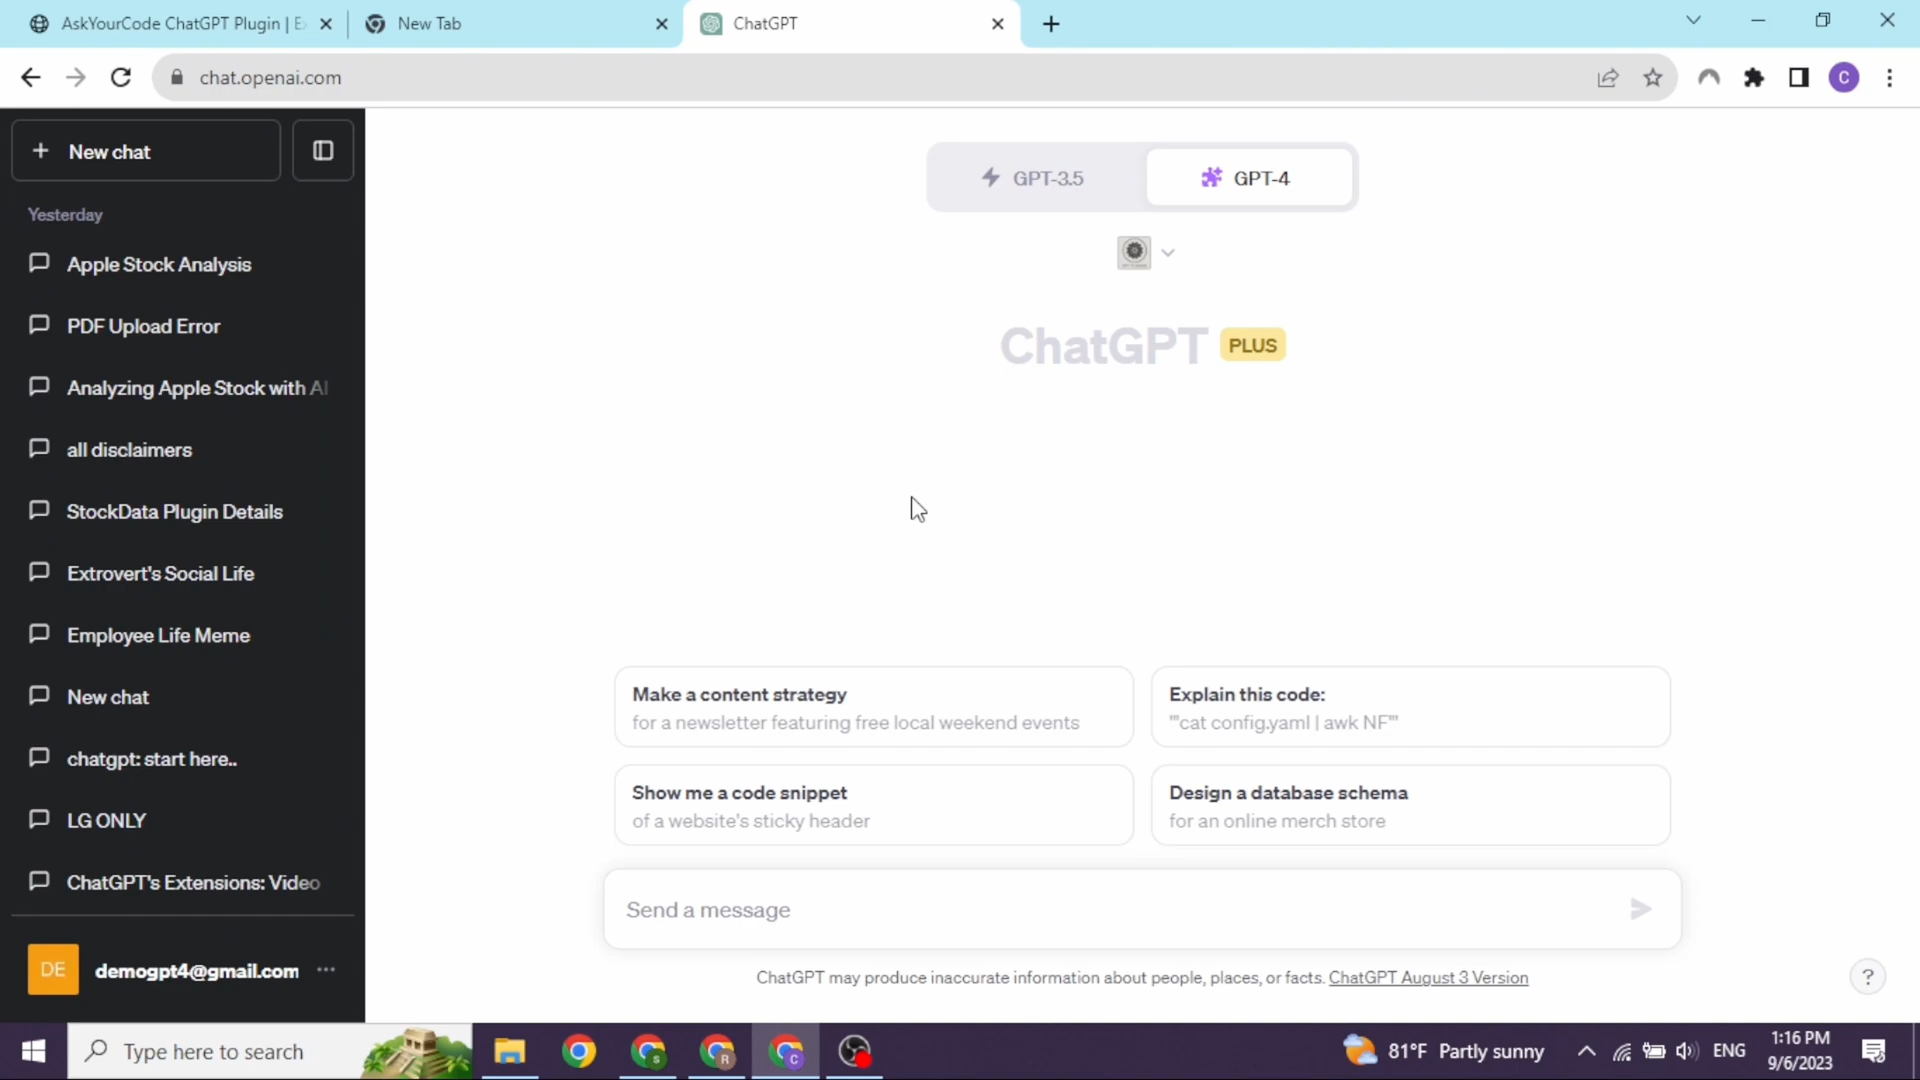 AskYourCode ChatGPT Plugin | E
New Tab
ChatGPT
chat.openai.com
C
New chat
Yesterday
Apple Stock Analysis
PDF Upload Error
Analyzing Apple Stock with AI
all disclaimers
StockData Plugin Details
Extrovert's Social Life
Employee Life Meme
New chat
chatgpt: start here..
LG ONLY
ChatGPT's Extensions: Video
DE
demogpt4@gmail.com
GPT-3.5
GPT-4
ChatGPT PLUS
Make a content strategy
for a newsletter featuring free local weekend events
Explain this code:
"'cat config.yaml | awk NF'"
Show me a code snippet
of a website's sticky header
Design a database schema
for an online merch store
Send a message
ChatGPT may produce inaccurate information about people, places, or facts. ChatGPT August 3 Version
?
Type here to search
S
R
C
81°F Partly sunny
ENG
1:16 PM
9/6/2023